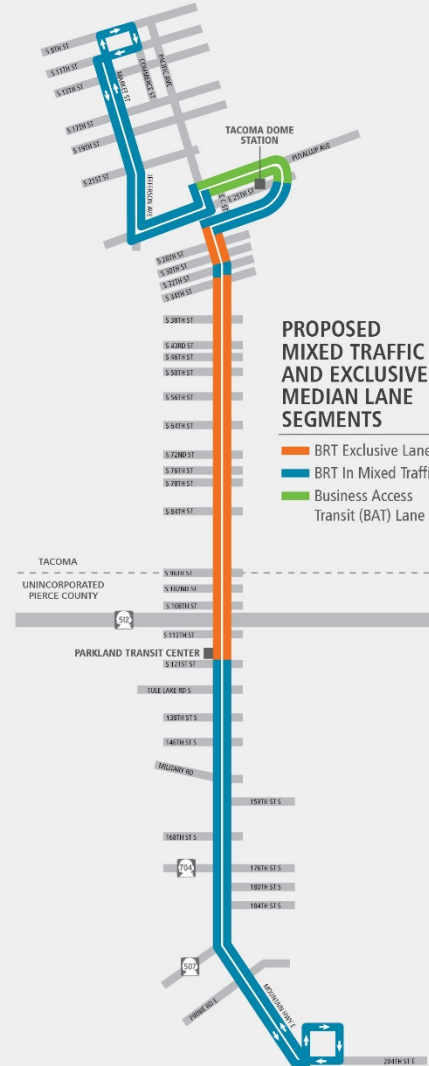 S 9TH ST
S 11TH ST
S 13TH ST
MARKET ST
COMMERCE ST
PACIFIC AVE
S 17TH ST
S 19TH ST
S 21ST ST
JEFFERSON AVE
TACOMA DOME
STATION
PUYALLUP AVE
E 25TH ST
E C ST
S 28TH ST
S 30TH ST
S 32TH ST
S 34TH ST
S 38TH ST
S 43RD ST
S 46TH ST
S 50TH ST
S 56TH ST
S 64TH ST
S 72ND ST
S 76TH ST
S 78TH ST
S 84TH ST
PROPOSED
MIXED TRAFFIC
AND EXCLUSIVE
MEDIAN LANE
SEGMENTS
BRT Exclusive Lane
BRT In Mixed Traffi
Business Access
Transit (BAT) Lane
TACOMA
UNINCORPORATED
PIERCE COUNTY
S 96TH ST
S 102ND ST
S 108TH ST
512
S 112TH ST
PARKLAND TRANSIT CENTER
S 121ST ST
TULE LAKE RD S
138TH ST S
146TH ST S
MILITARY RD
159TH ST S
168TH ST S
704
176TH ST S
180TH ST S
184TH ST S
507
PIRNIE RD E
MOUNTAIN HWY E
204TH ST E